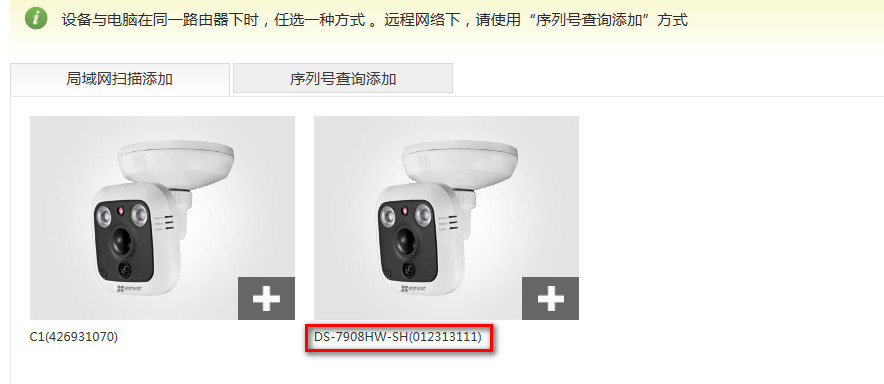 设备与电脑在同一路由器下时，任选一种方式 。远程网络下，请使用“序列号查询添加”方式
局域网扫描添加
序列号查询添加
EZVIZ
EZVIZ
C1(426931070)
DS-7908HW-SH(012313111)